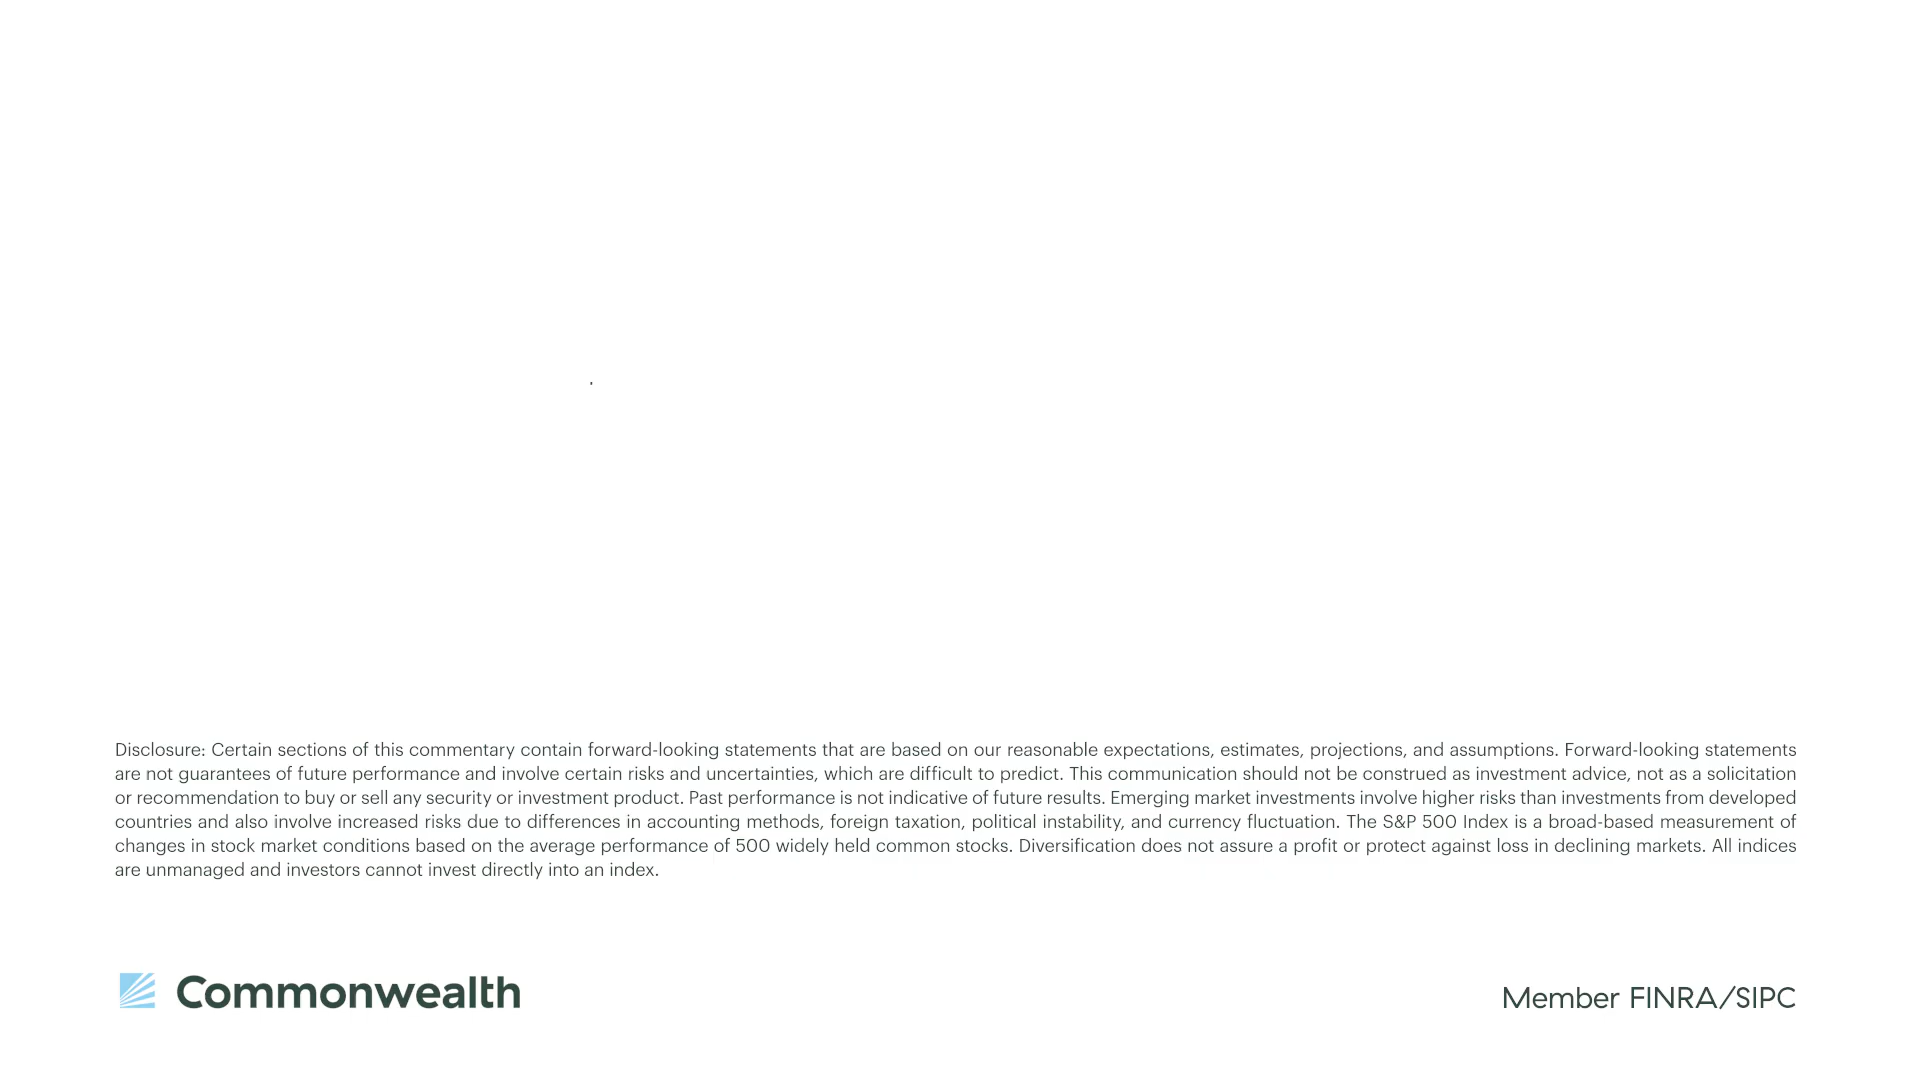 Disclosure: Certain sections of this commentary contain forward-looking statements that are based on our reasonable expectations, estimates, projections, and assumptions. Forward-looking statements
are not guarantees of future performance and involve certain risks and uncertainties, which are difficult to predict. This communication should not be construed as investment advice, not as a solicitation
or recommendation to buy or sell any security or investment product. Past performance is not indicative of future results. Emerging market investments involve higher risks than investments from developed
countries and also involve increased risks due to differences in accounting methods, foreign taxation, political instability, and currency fluctuation. The S&P 500 Index is a broad-based measurement of
changes in stock market conditions based on the average performance of 500 widely held common stocks. Diversification does not assure a profit or protect against loss in declining markets. All indices
are unmanaged and investors cannot invest directly into an index.
Commonwealth
Member FINRA/SIPC